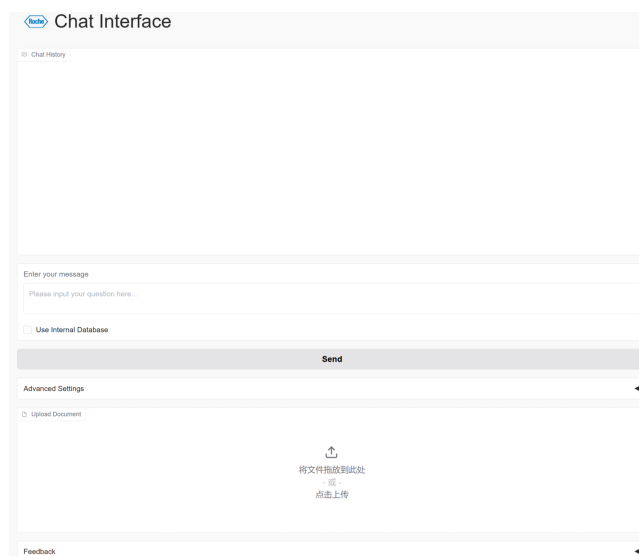 Roche Chat Interface
Chat History
Enter your message
Please input your question here...
Use Internal Database
Send
Advanced Settings
Upload Document
将文件拖放到此处
- 或 -
点击上传
Feedback